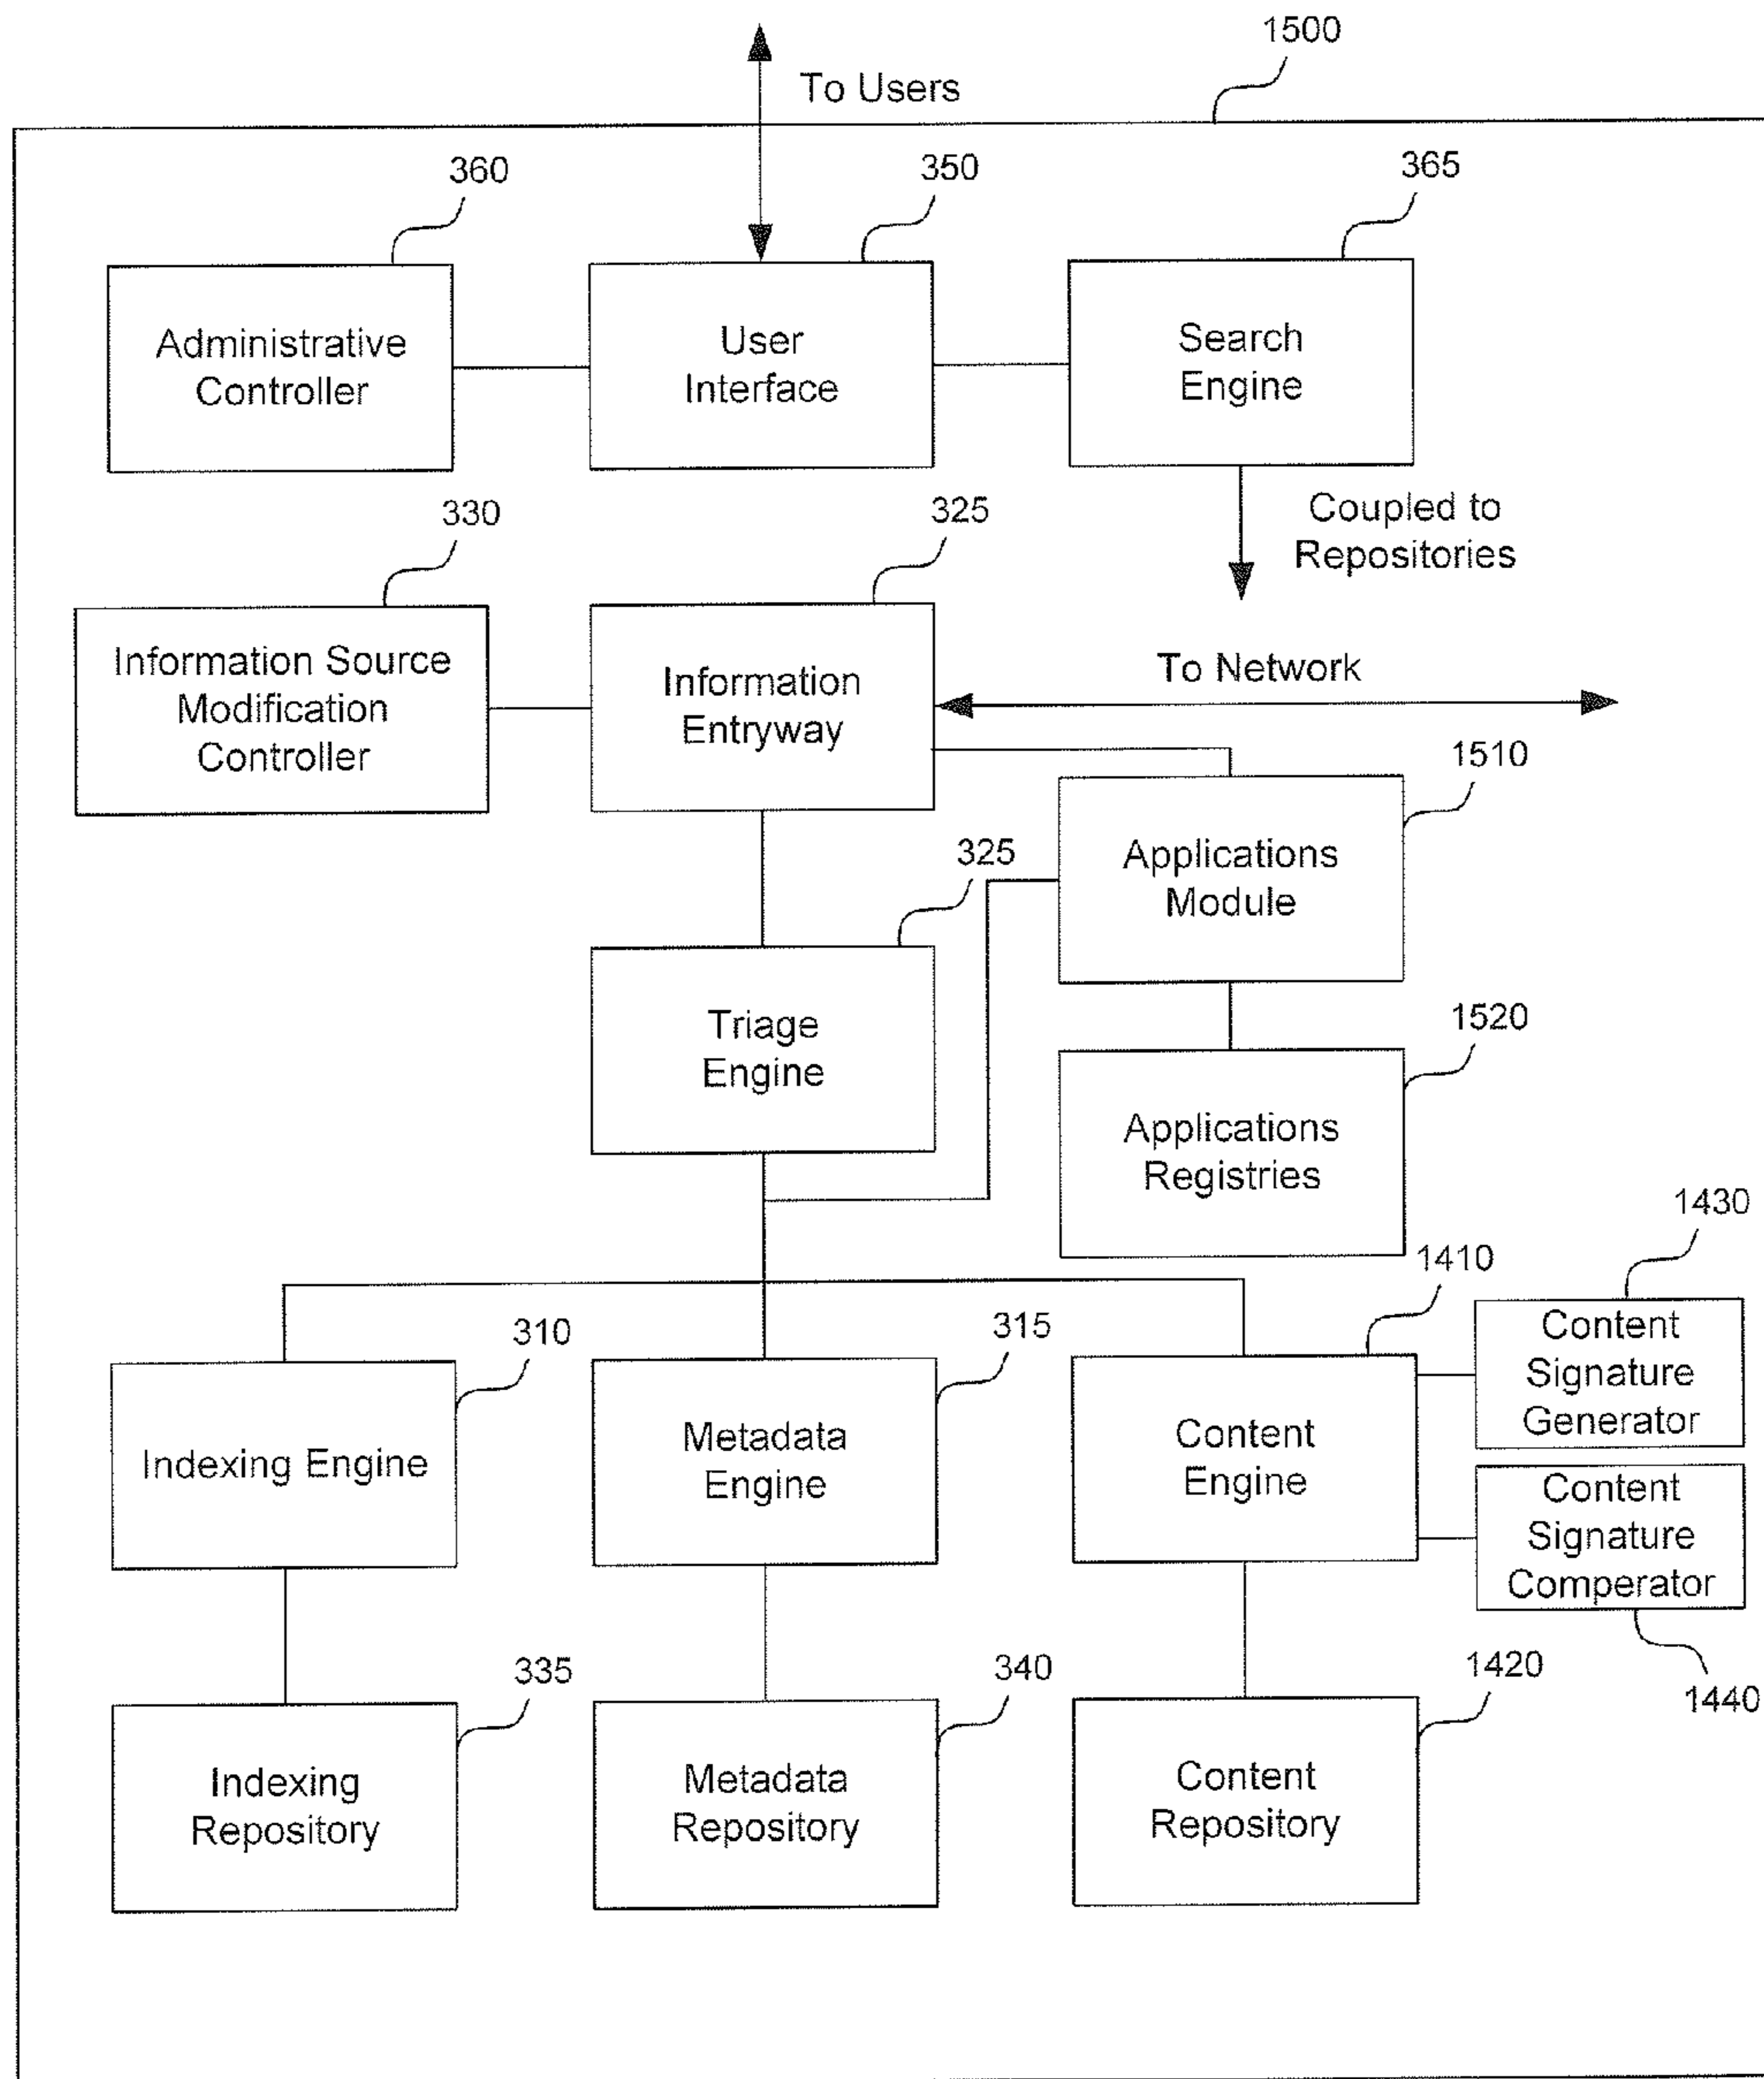 1500
To Users
360
350
365
Administrative
Controller
User
Interface
Search
Engine
Coupled to
Repositories
330
325
Information Source
Modification
Controller
Information
Entryway
To Network
1510
Applications
Module
325
Triage
Engine
1520
Applications
Registries
1430
1410
Content
Signature
Generator
310
315
Indexing Engine
Metadata
Engine
Content
Engine
Content
Signature
Comperator
1440
335
340
1420
Indexing
Repository
Metadata
Repository
Content
Repository